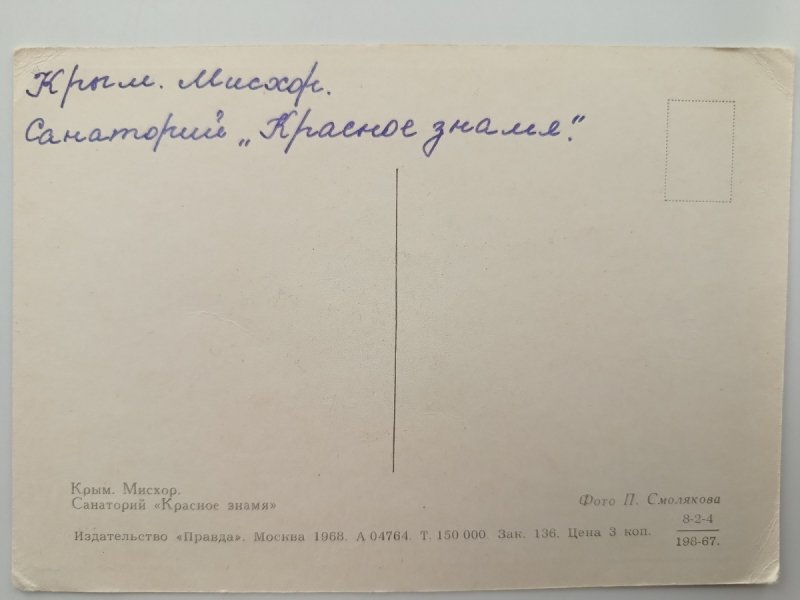 Крым. Мисхор.
Санаторий „Красное знамя".
Крым. Мисхор.
Санаторий «Красное знамя»
Фото П. Смолякова
8-2-4
198-67.
Издательство «Правда». Москва 1968. А 04764. Т. 150 000. Зак. 136. Цена 3 коп.